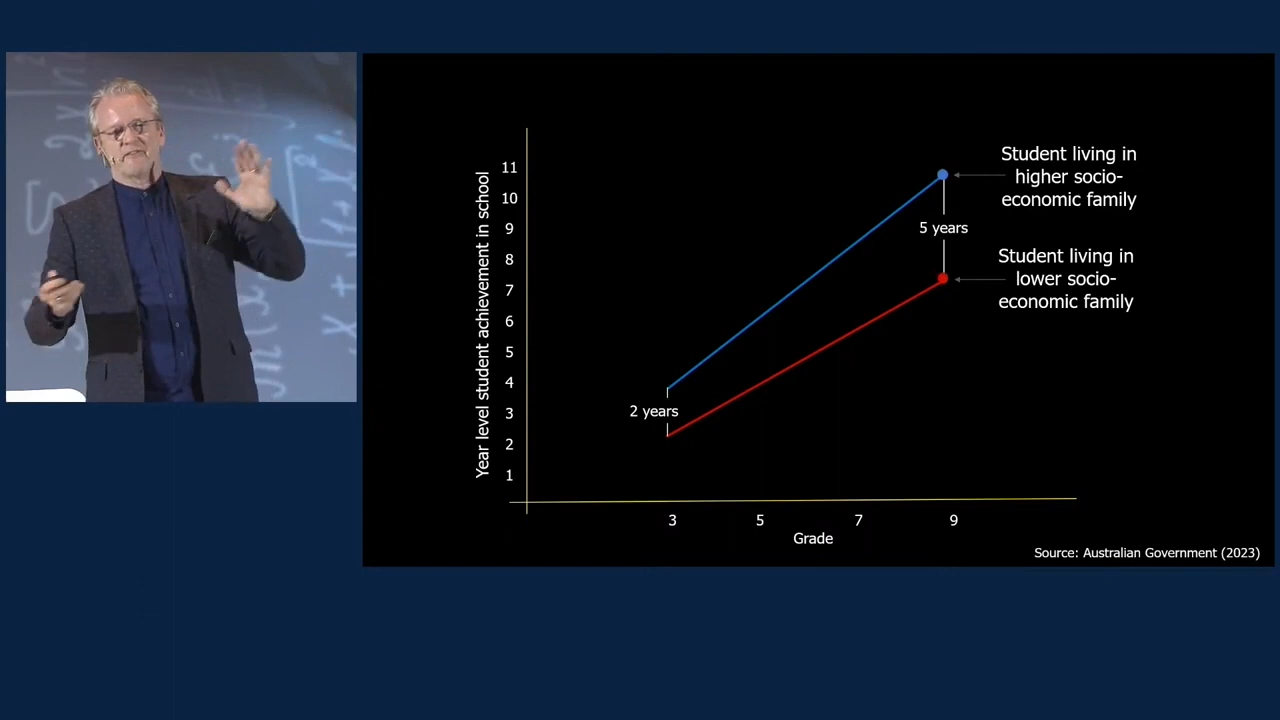 Year level student achievement in school
11
10
9
8
7
6
5
4
3
2
1
Student living in
higher socio-
economic family
5 years
Student living in
lower socio-
economic family
2 years
3 5 7 9
Grade
Source: Australian Government (2023)